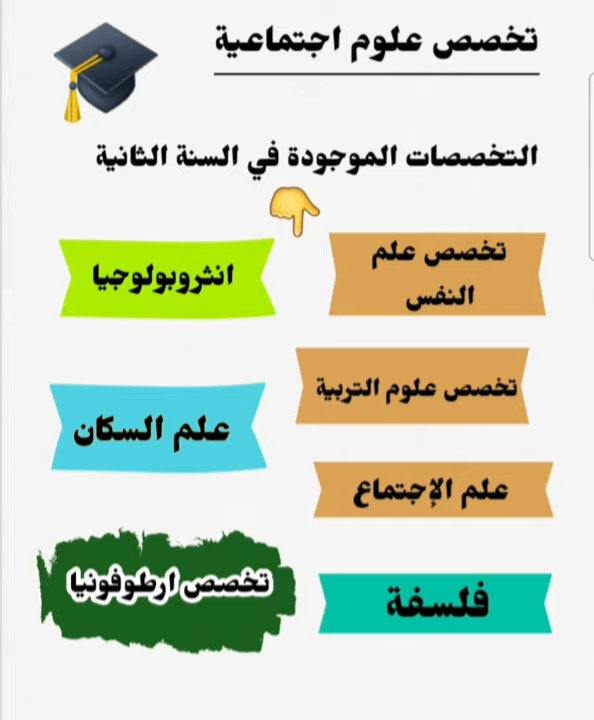 تخصص علوم اجتماعية
التخصصات الموجودة في السنة الثانية
تخصص علم
النفس
انثروبولوجيا
تخصص علوم التربية
علم السكان
علم الإجتماع
تخصص ارطوفونيا
فلسفة